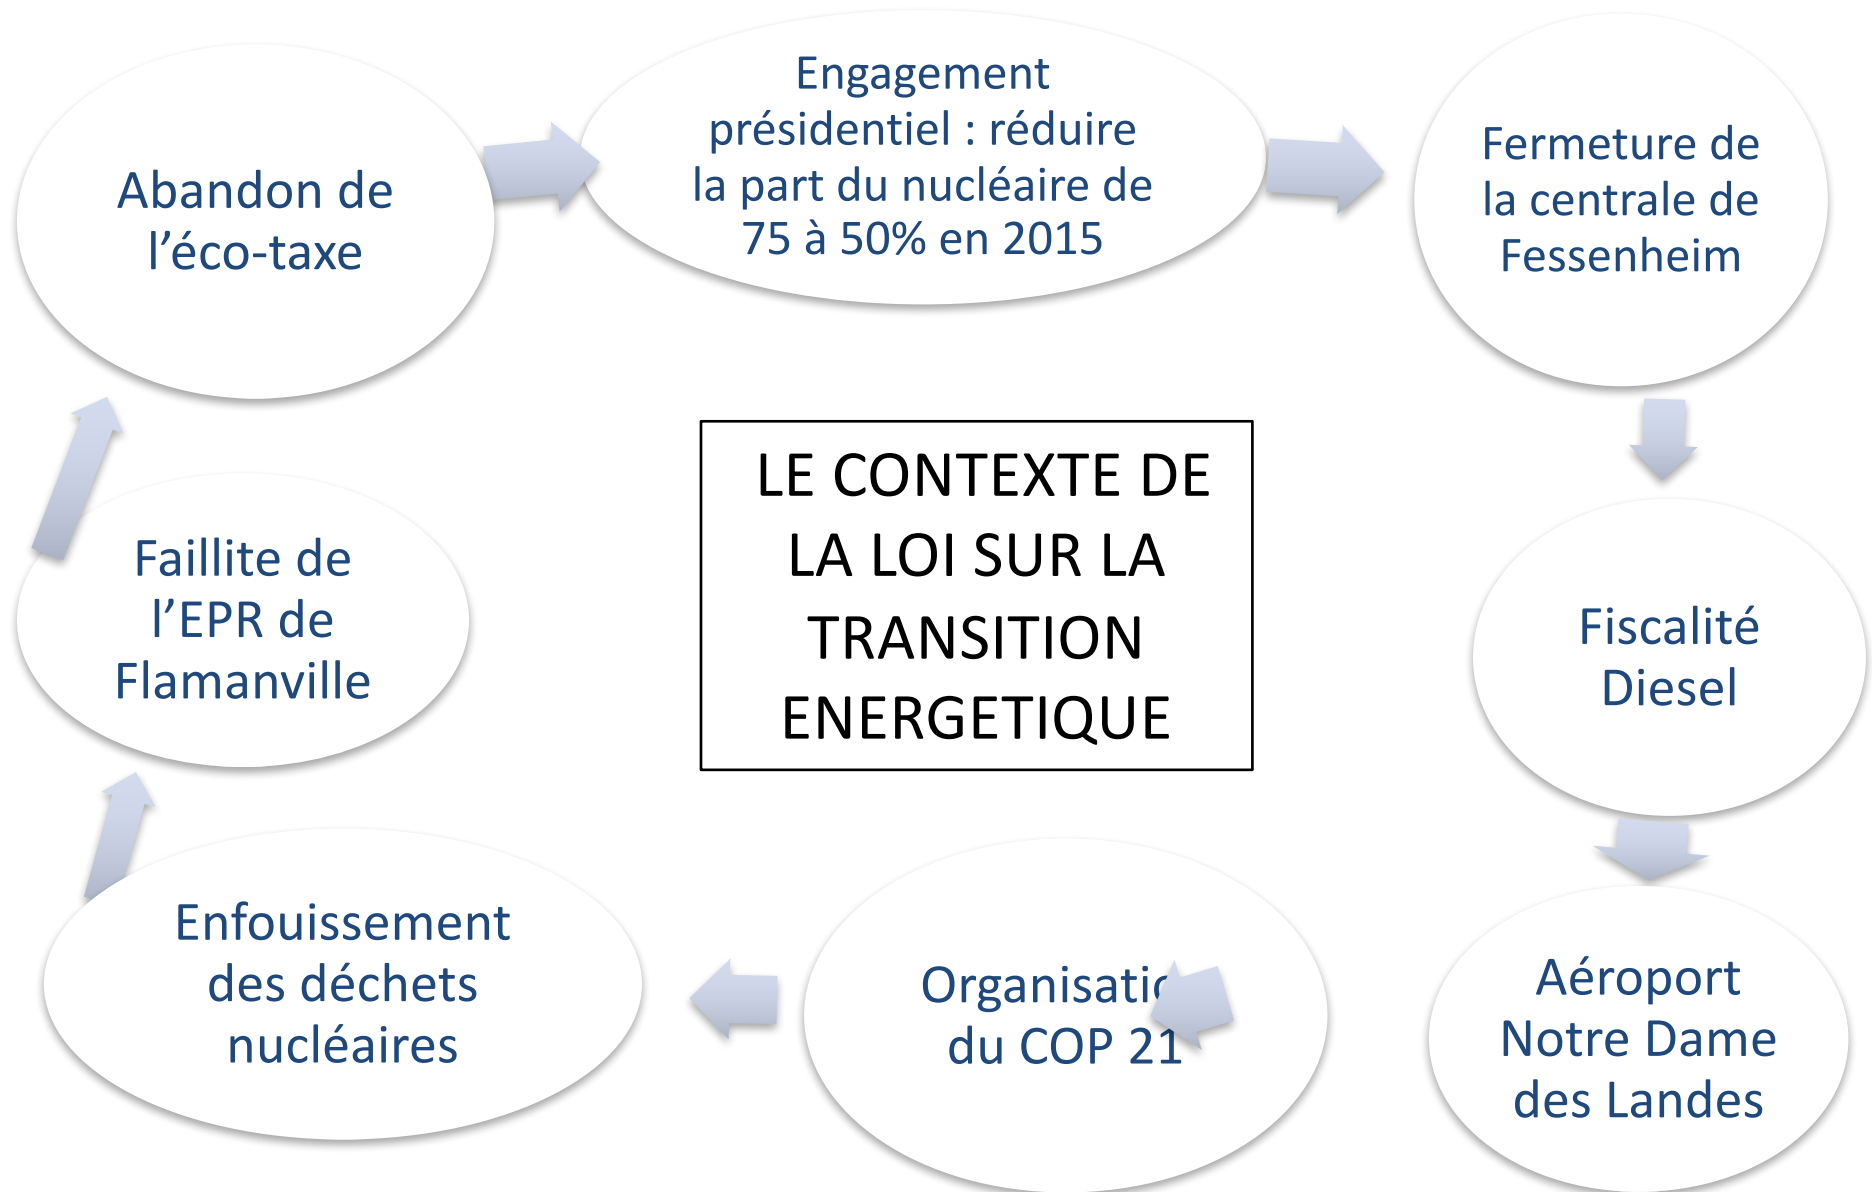 Abandon de
l’éco-taxe
Engagement
présidentiel : réduire
la part du nucléaire de
75 à 50% en 2015
Fermeture de
la centrale de
Fessenheim
LE CONTEXTE DE
LA LOI SUR LA
TRANSITION
ENERGETIQUE
Fiscalité
Diesel
Aéroport
Notre Dame
des Landes
du COP 21
Enfouissement
des déchets
nucléaires
Faillite de
l’EPR de
Flamanville